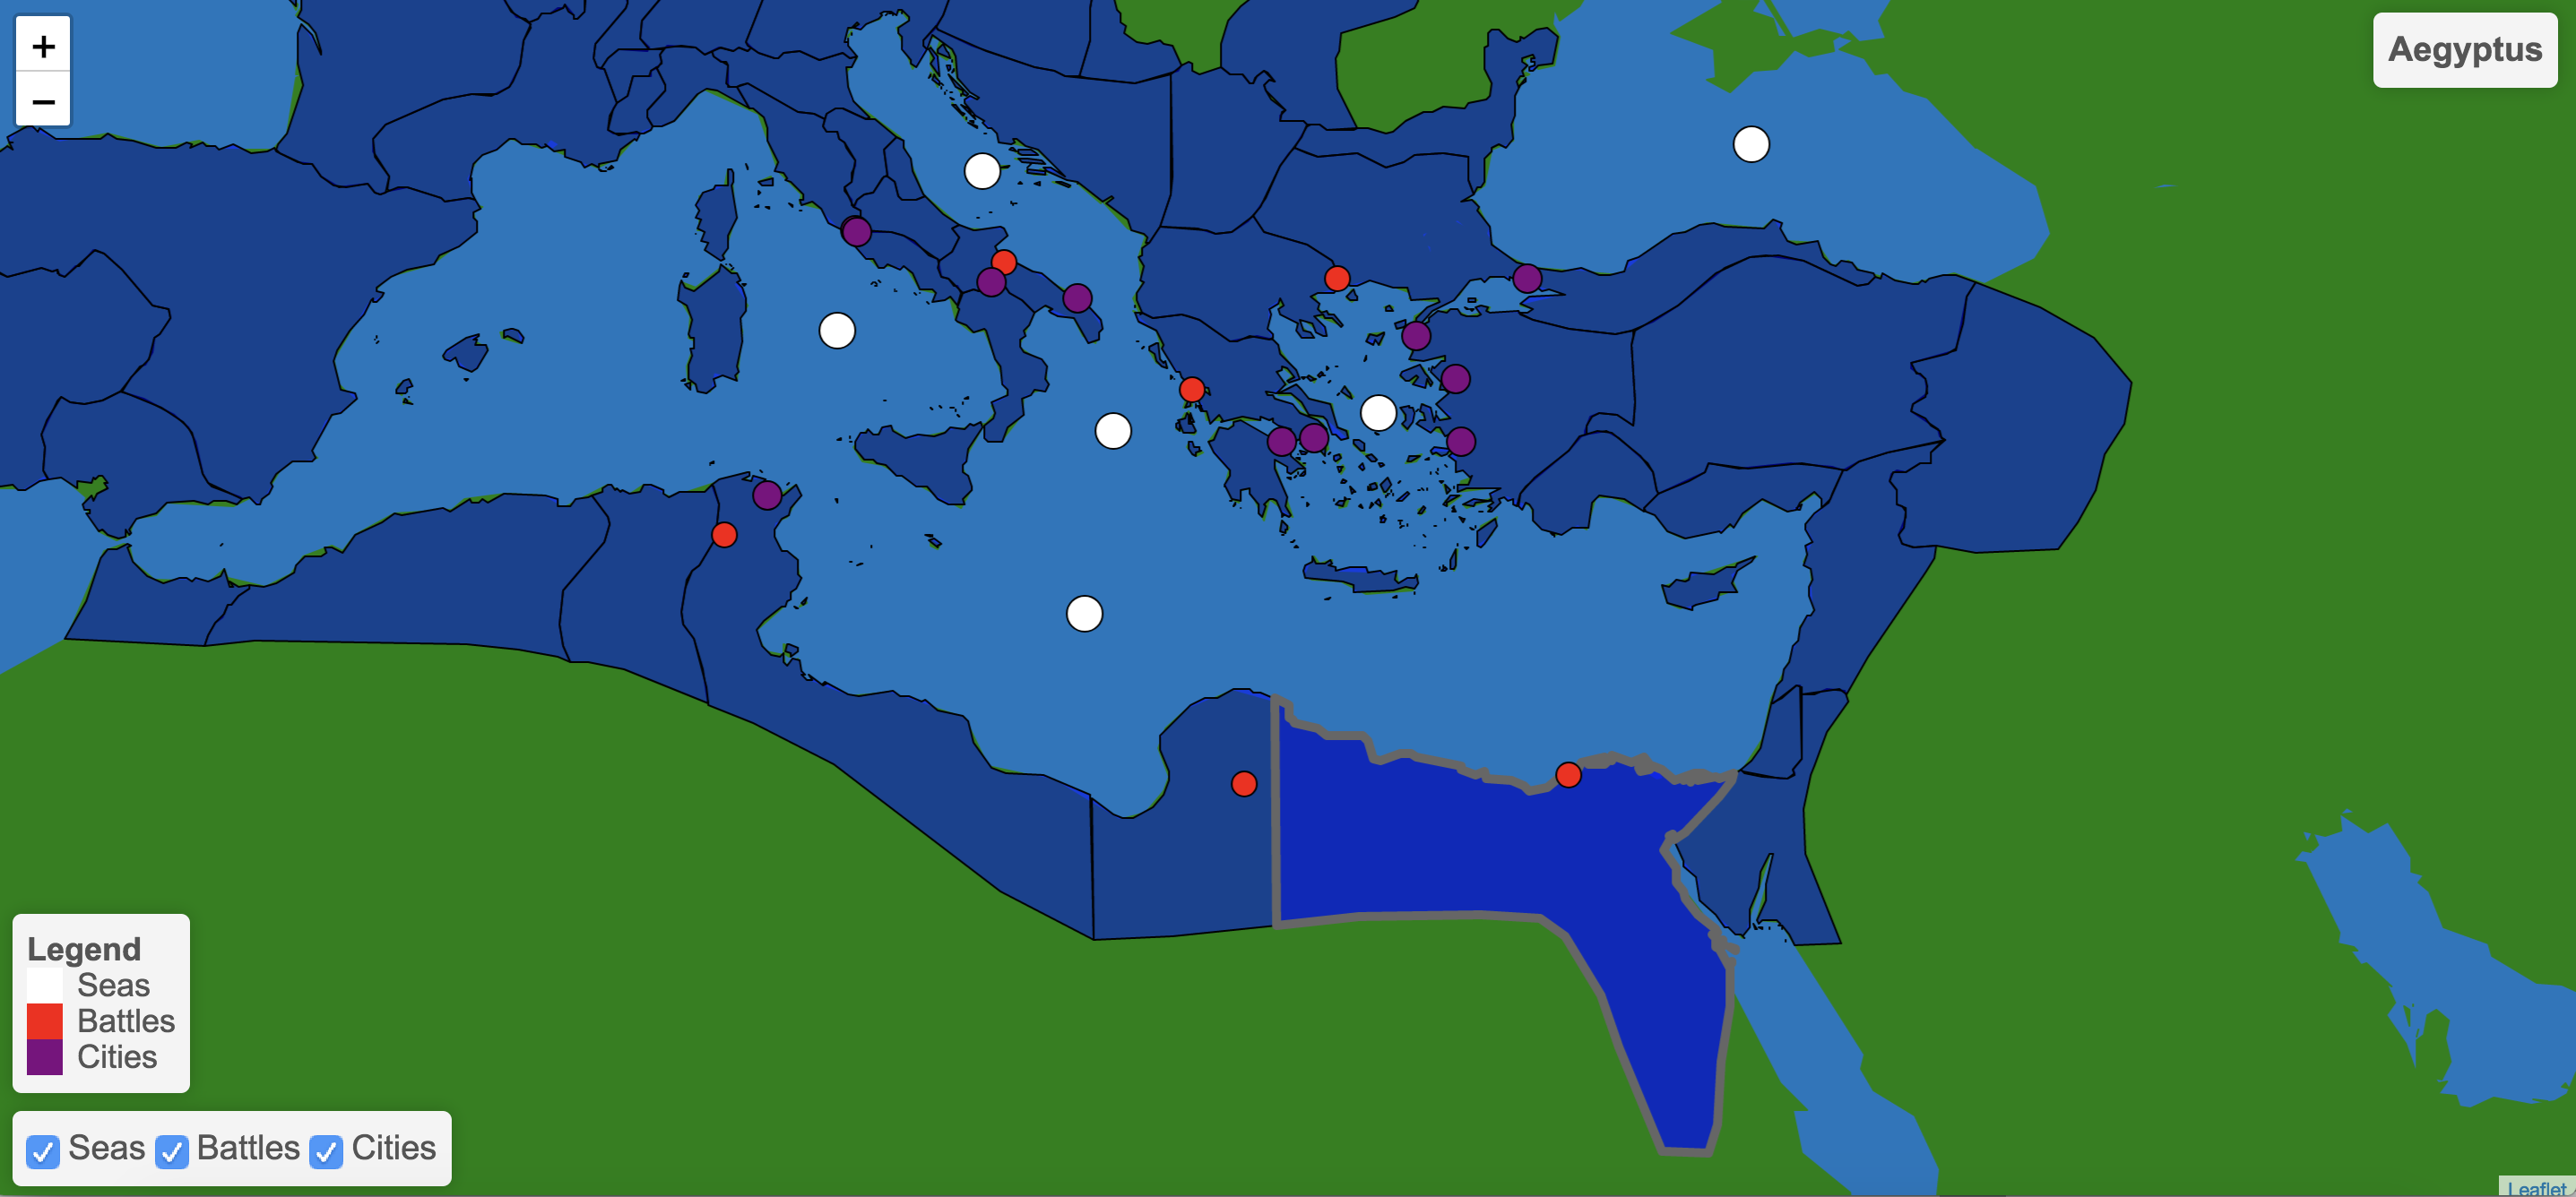 +
Aegyptus
−
Legend
Seas
Battles
Cities
Seas Battles Cities
Leaflet